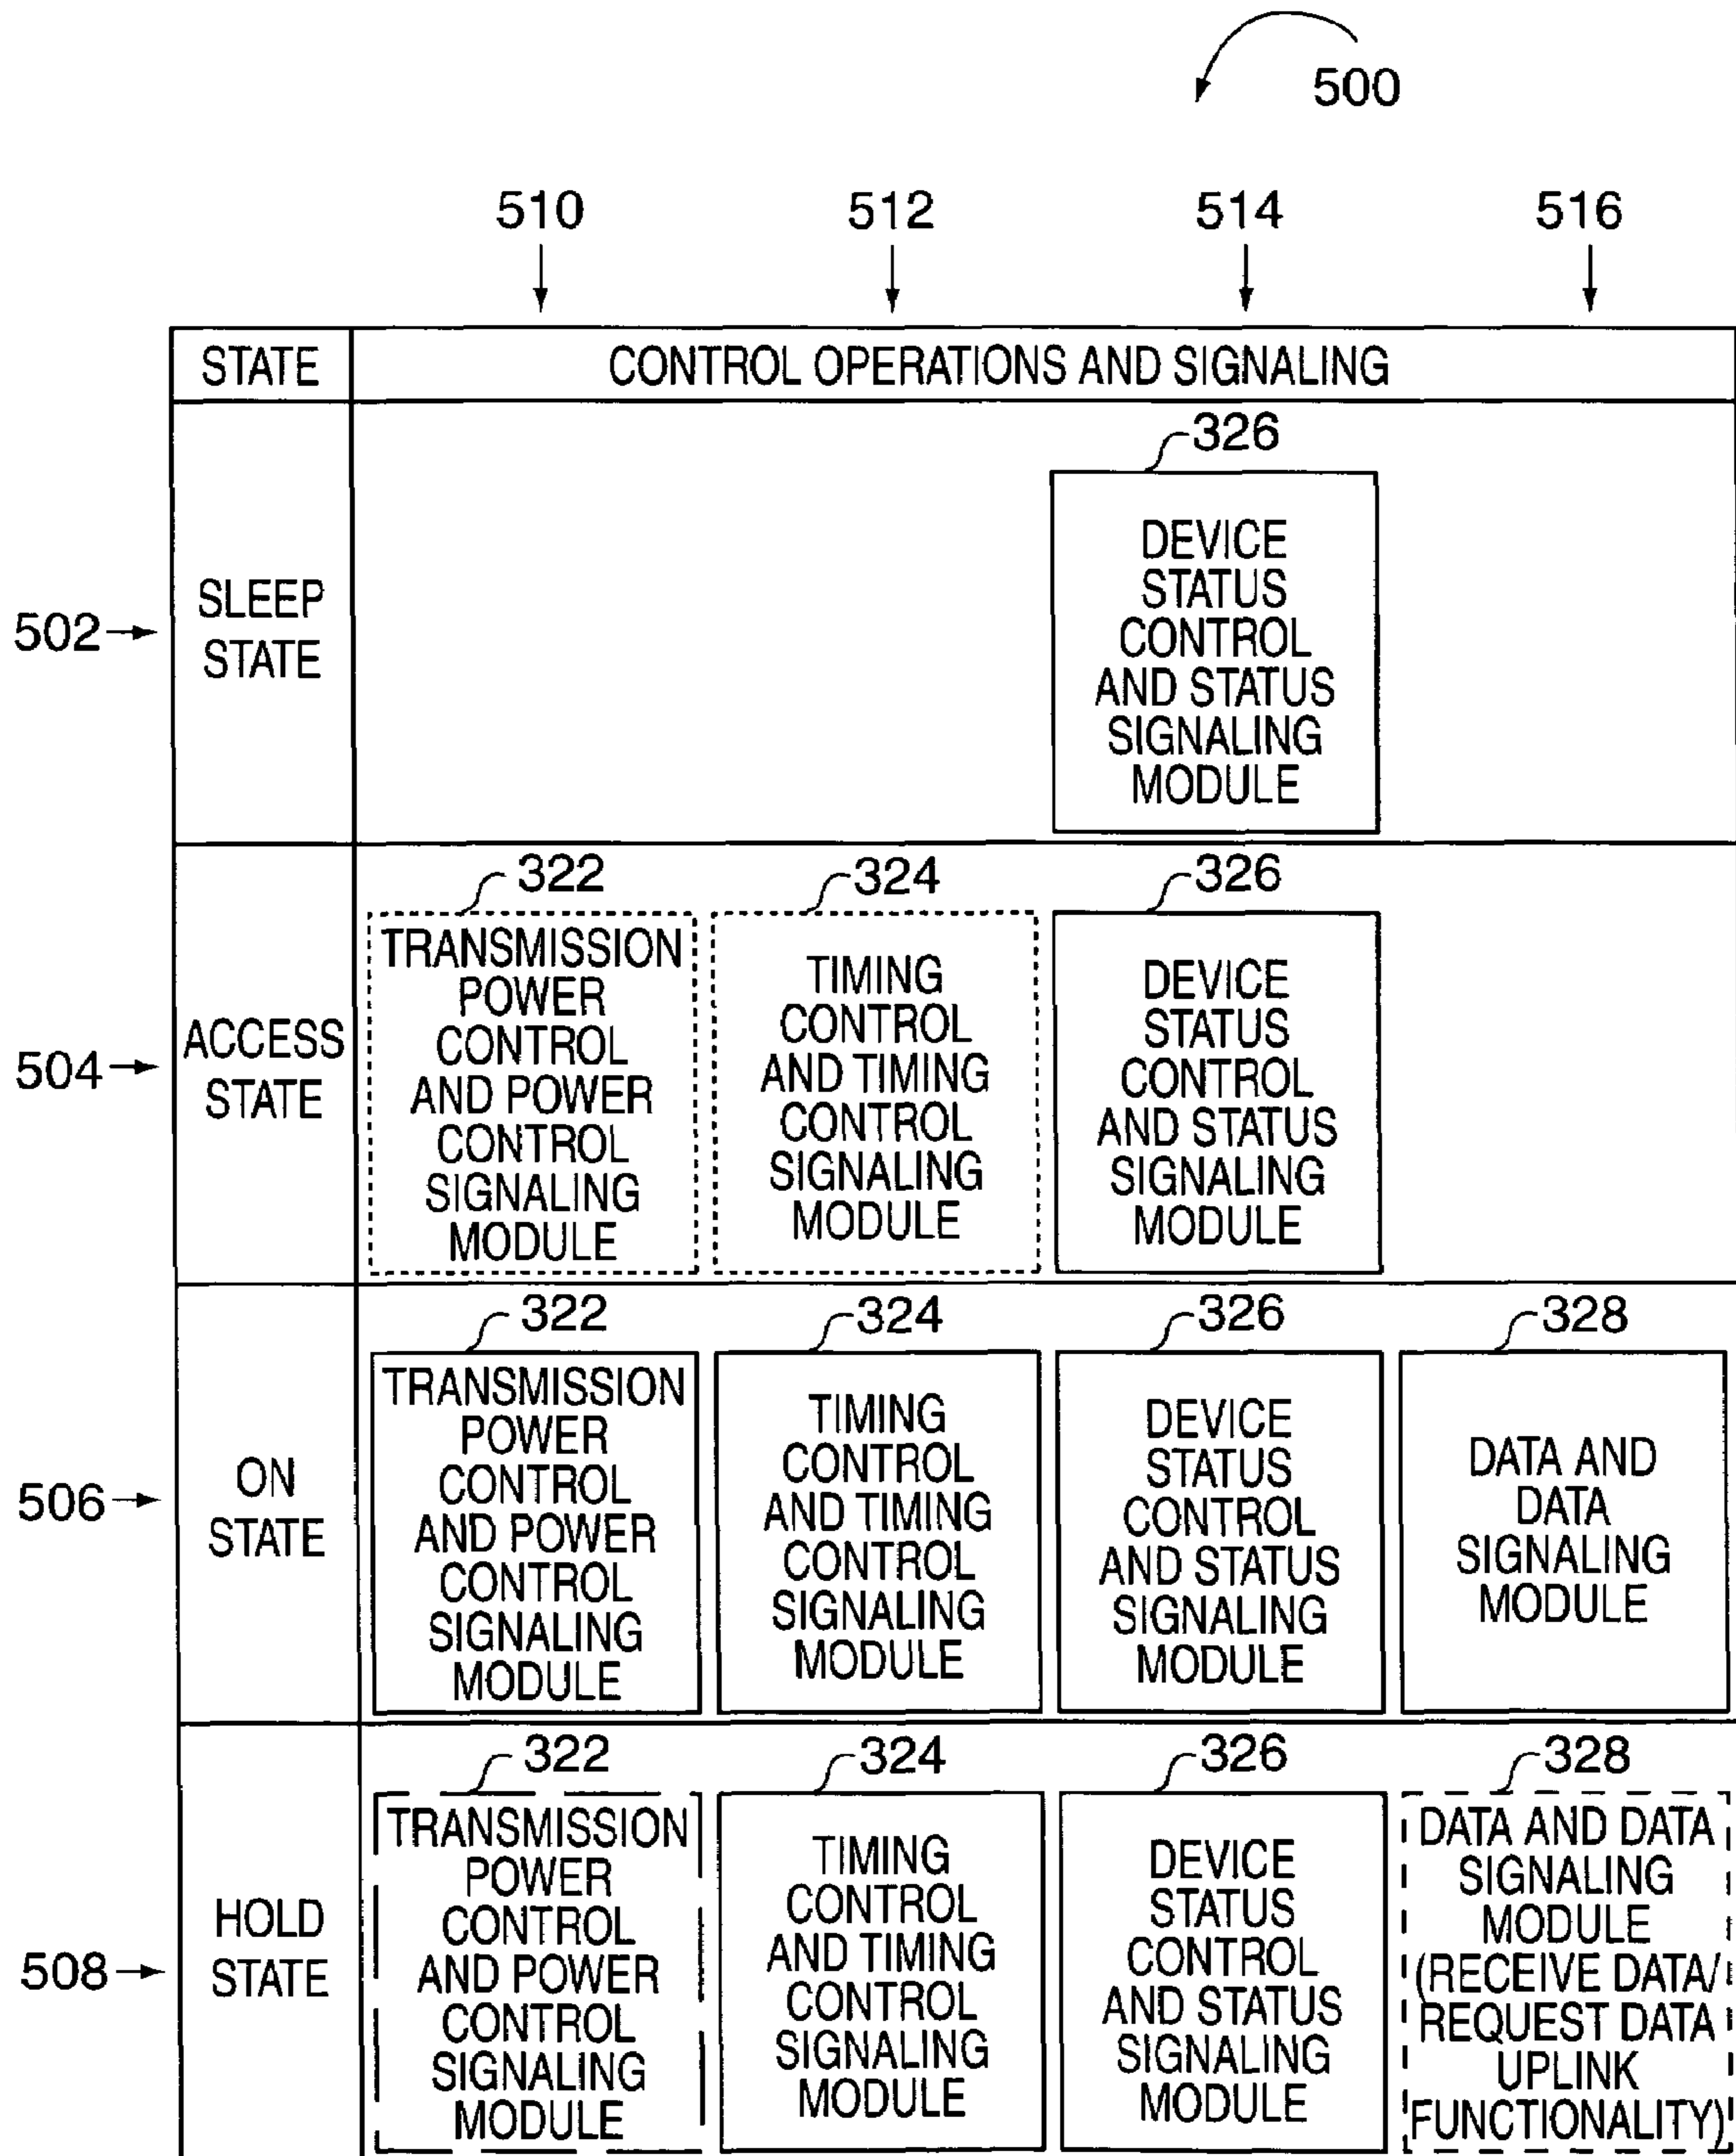 500
510
512
514
516
STATE
CONTROL OPERATIONS AND SIGNALING
502
SLEEP
STATE
326
DEVICE
STATUS
CONTROL
AND STATUS
SIGNALING
MODULE
504
ACCESS
STATE
322
TRANSMISSION
POWER
CONTROL
AND POWER
CONTROL
SIGNALING
MODULE
324
TIMING
CONTROL
AND TIMING
CONTROL
SIGNALING
MODULE
326
DEVICE
STATUS
CONTROL
AND STATUS
SIGNALING
MODULE
506
ON
STATE
322
TRANSMISSION
POWER
CONTROL
AND POWER
CONTROL
SIGNALING
MODULE
324
TIMING
CONTROL
AND TIMING
CONTROL
SIGNALING
MODULE
326
DEVICE
STATUS
CONTROL
AND STATUS
SIGNALING
MODULE
328
DATA AND
DATA
SIGNALING
MODULE
508
HOLD
STATE
322
TRANSMISSION
POWER
CONTROL
AND POWER
CONTROL
SIGNALING
MODULE
324
TIMING
CONTROL
AND TIMING
CONTROL
SIGNALING
MODULE
326
DEVICE
STATUS
CONTROL
AND STATUS
SIGNALING
MODULE
328
DATA AND DATA
SIGNALING
MODULE
(RECEIVE DATA/
REQUEST DATA
UPLINK
FUNCTIONALITY)